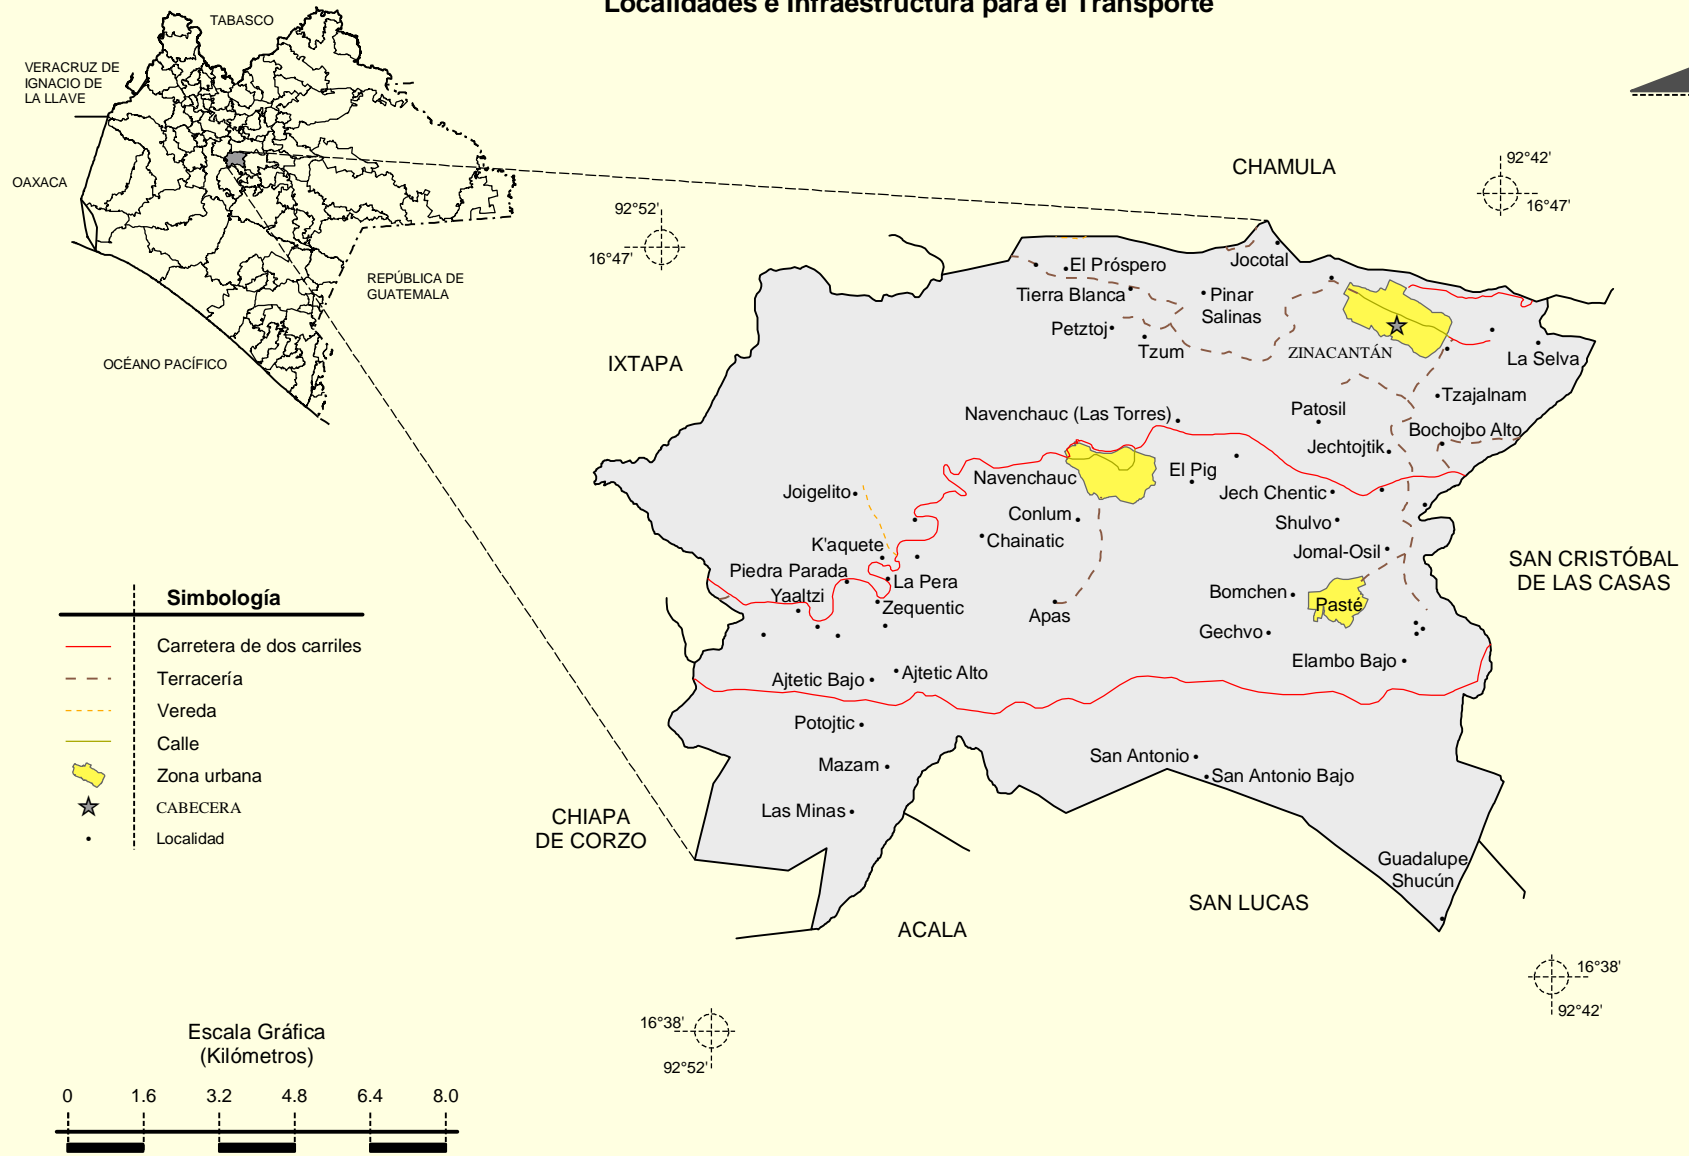 Localidades e Infraestructura para el Transporte
TABASCO
VERACRUZ DE
IGNACIO DE
LA LLAVE
OAXACA
REPÚBLICA DE
GUATEMALA
OCÉANO PACÍFICO
CHAMULA
92°42'
16°47'
92°52'
16°47'
IXTAPA
Jocotal
El Próspero
Tierra Blanca
Pinar
Salinas
Petztoj
Tzum
ZINACANTÁN
La Selva
Tzajalnam
Patosil
Navenchauc (Las Torres)
Bochojbo Alto
Jechtojtik
El Pig
Navenchauc
Joigelito
Jech Chentic
Conlum
Shulvo
Chainatic
K'aquete
Jomal-Osil
Piedra Parada
La Pera
Yaaltzi
Zequentic
Bomchen
Pasté
Apas
Gechvo
Elambo Bajo
Ajtetic Bajo
Ajtetic Alto
Potojtic
San Antonio
San Antonio Bajo
Mazam
Las Minas
Guadalupe
Shucún
SAN CRISTÓBAL
DE LAS CASAS
CHIAPA
DE CORZO
SAN LUCAS
ACALA
16°38'
92°42'
16°38'
92°52'
Simbología
Carretera de dos carriles
Terracería
Vereda
Calle
Zona urbana
CABECERA
Localidad
Escala Gráfica
(Kilómetros)
0 1.6 3.2 4.8 6.4 8.0